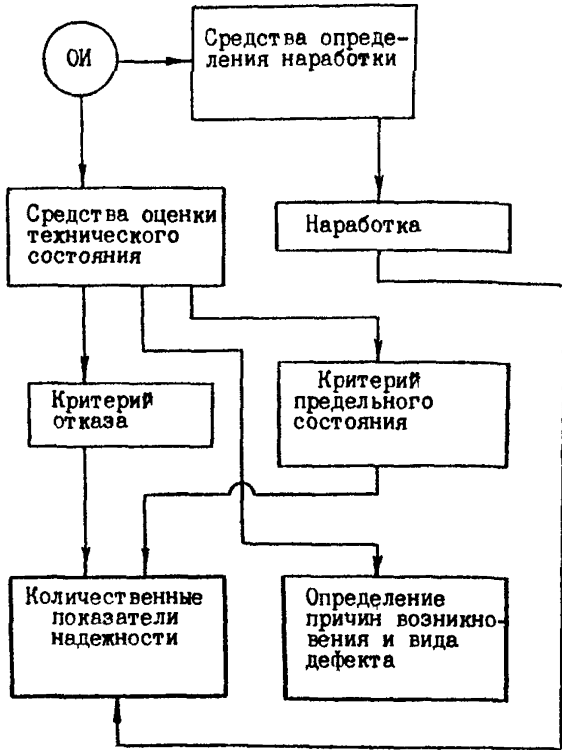 ОИ
Средства опреде-
ления наработки
Средства оценки
технического
состояния
Наработка
Критерий
отказа
Критерий
предельного
состояния
Количественные
показатели
надежности
Определение
причин возникно-
вения и вида
дефекта